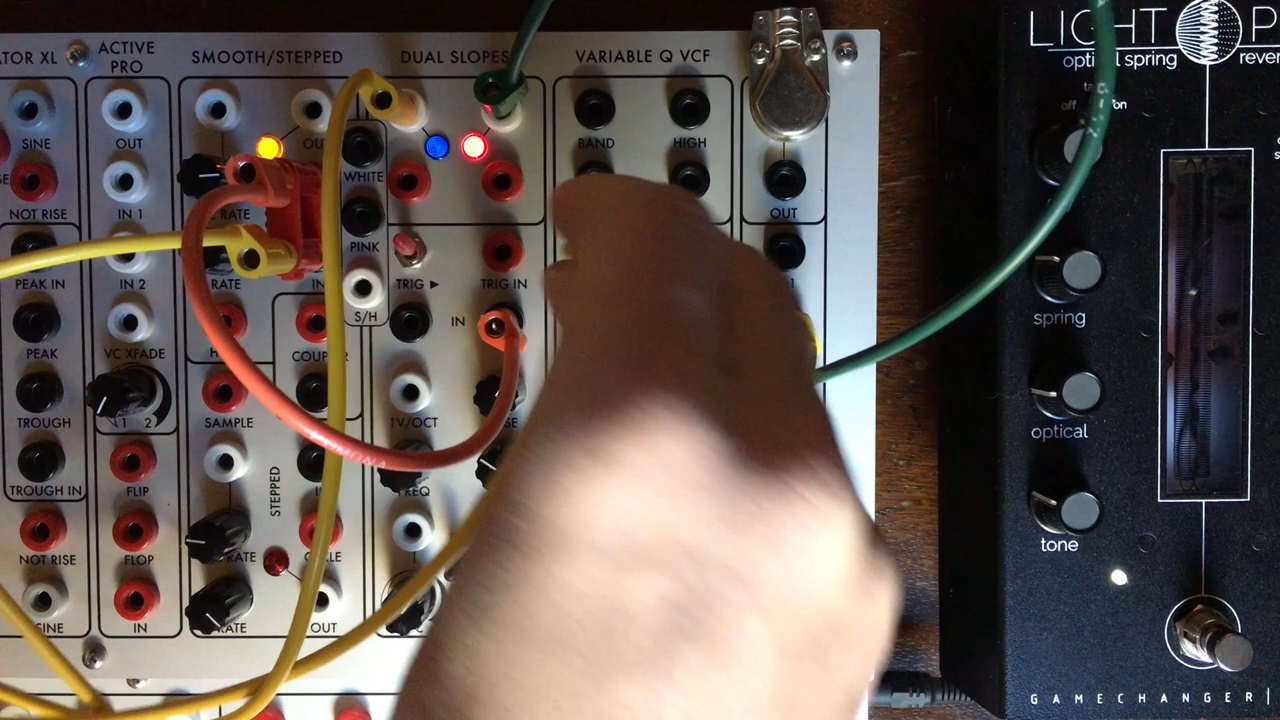 ATOR XL
ACTIVE
PRO
SMOOTH/STEPPED
DUAL SLOPES
VARIABLE Q VCF
SINE
OUT
BAND
HIGH
WHITE
NOT RISE
IN 1
RATE
OUT
PINK
PEAK IN
IN 2
RATE
IN
TRIG
TRIG IN
S/H
IN
PEAK
VC XFADE
TROUGH
1 2
SAMPLE
1V/OCT
TROUGH IN
FLIP
STEPPED
FREQ
NOT RISE
FLOP
RATE
SINE
IN
RATE
OUT
LIGHT P
optical spring
off
spring
optical
tone
GAMECHANGER|